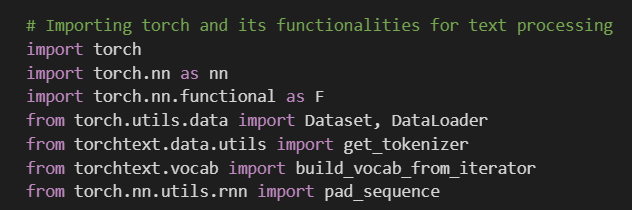 # Importing torch and its functionalities for text processing
import torch
import torch.nn as nn
import torch.nn.functional as F
from torch.utils.data import Dataset, DataLoader
from torchtext.data.utils import get_tokenizer
from torchtext.vocab import build_vocab_from_iterator
from torch.nn.utils.rnn import pad_sequence